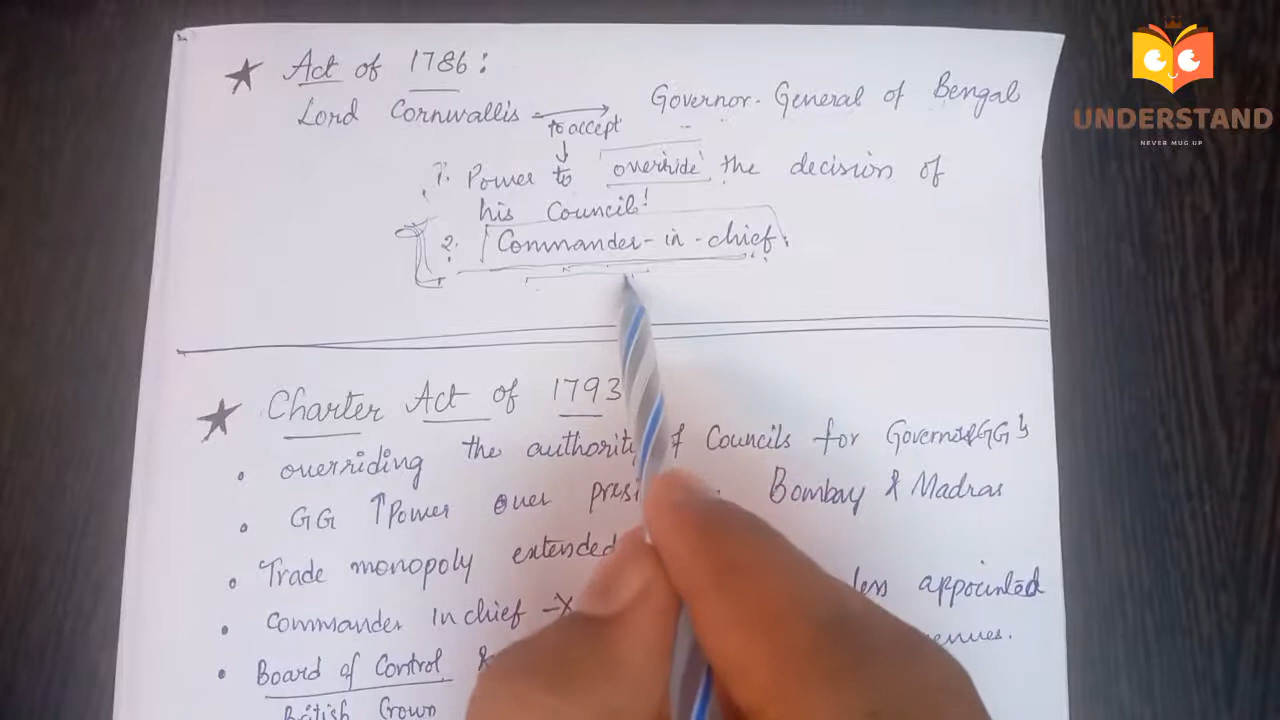 ★ Act of 1786:
Lord Cornwallis → Governor-General of Bengal
to accept
1. Power to override the decision of
his Council!
2. Commander-in-chief.
★ Charter Act of 1793
• overriding the authority of Councils for Governors GG's
• GG ↑Power over Bombay & Madras
• Trade monopoly extended
• Commander in chief -X less appointed
• Board of Control &
British Crown
UNDERSTAND
NEVER MUG UP